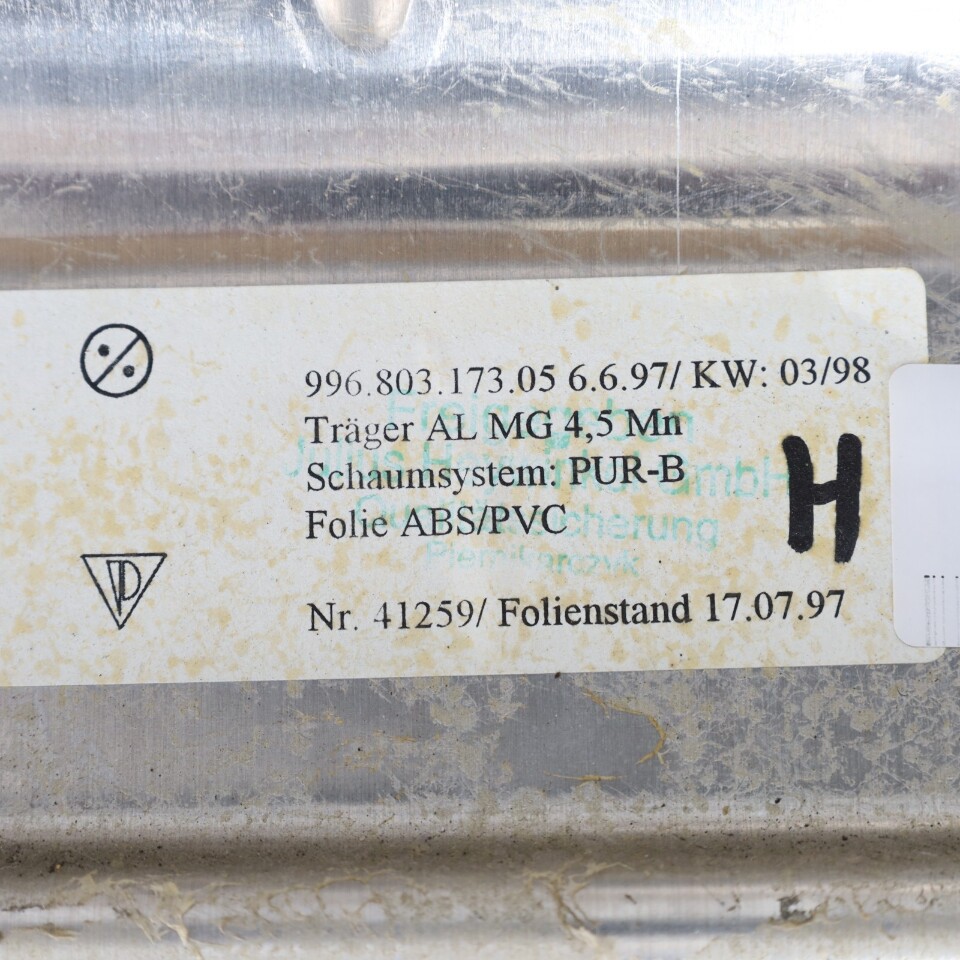 996.803.173.05 6.6.97/ KW: 03/98
Träger AL MG 4,5 Mn
Schaumsystem: PUR-B
Folie ABS/PVC
H
Nr. 41259/ Folienstand 17.07.97